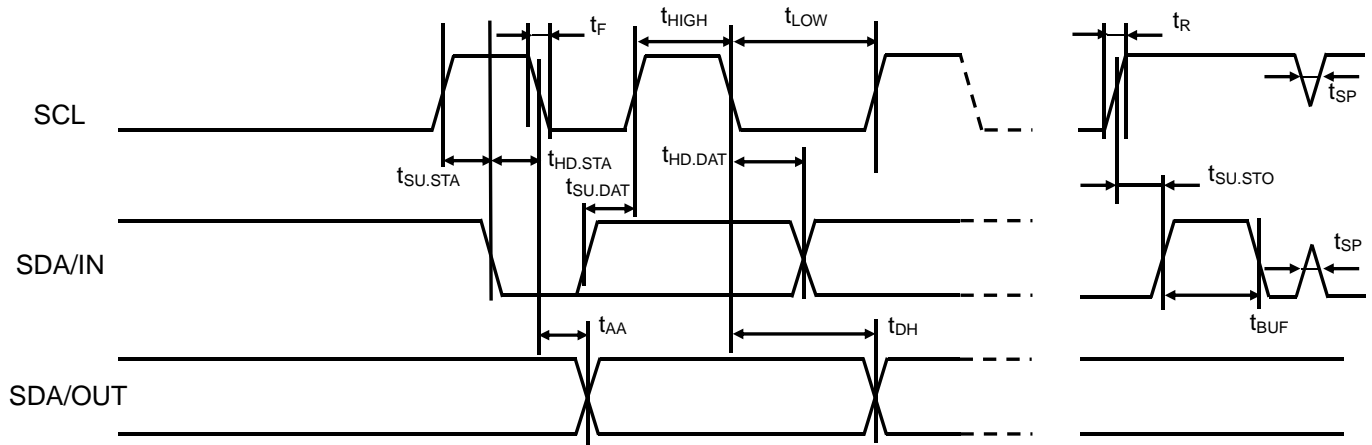 tF
tHIGH
tLOW
tR
SCL
tSP
tSU.STA
tHD.STA
tSU.DAT
tHD.DAT
tSU.STO
SDA/IN
tSP
tBUF
tAA
tDH
SDA/OUT